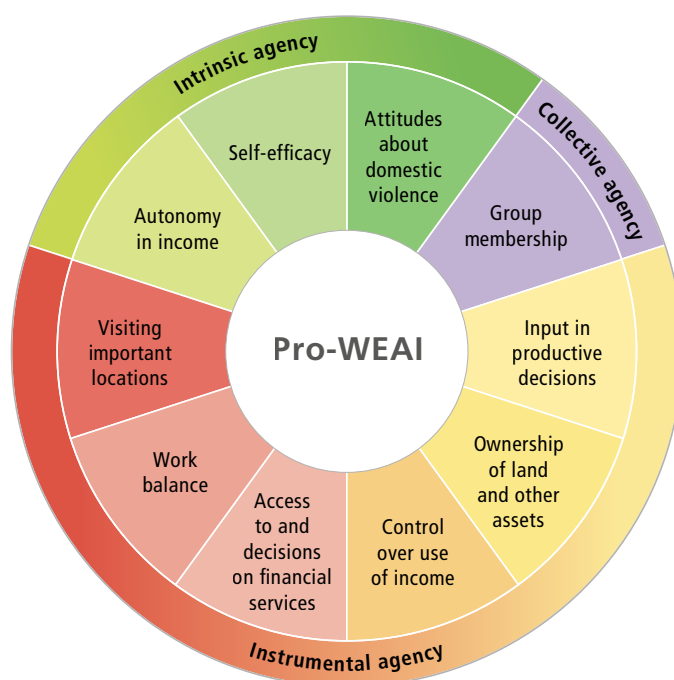 Intrinsic agency
Collective agency
Instrumental agency
Pro-WEAI
Attitudes
about
domestic
violence
Group
membership
Input in
productive
decisions
Ownership
of land
and other
assets
Control
over use
of income
Access
to and
decisions
on financial
services
Work
balance
Visiting
important
locations
Autonomy
in income
Self-efficacy